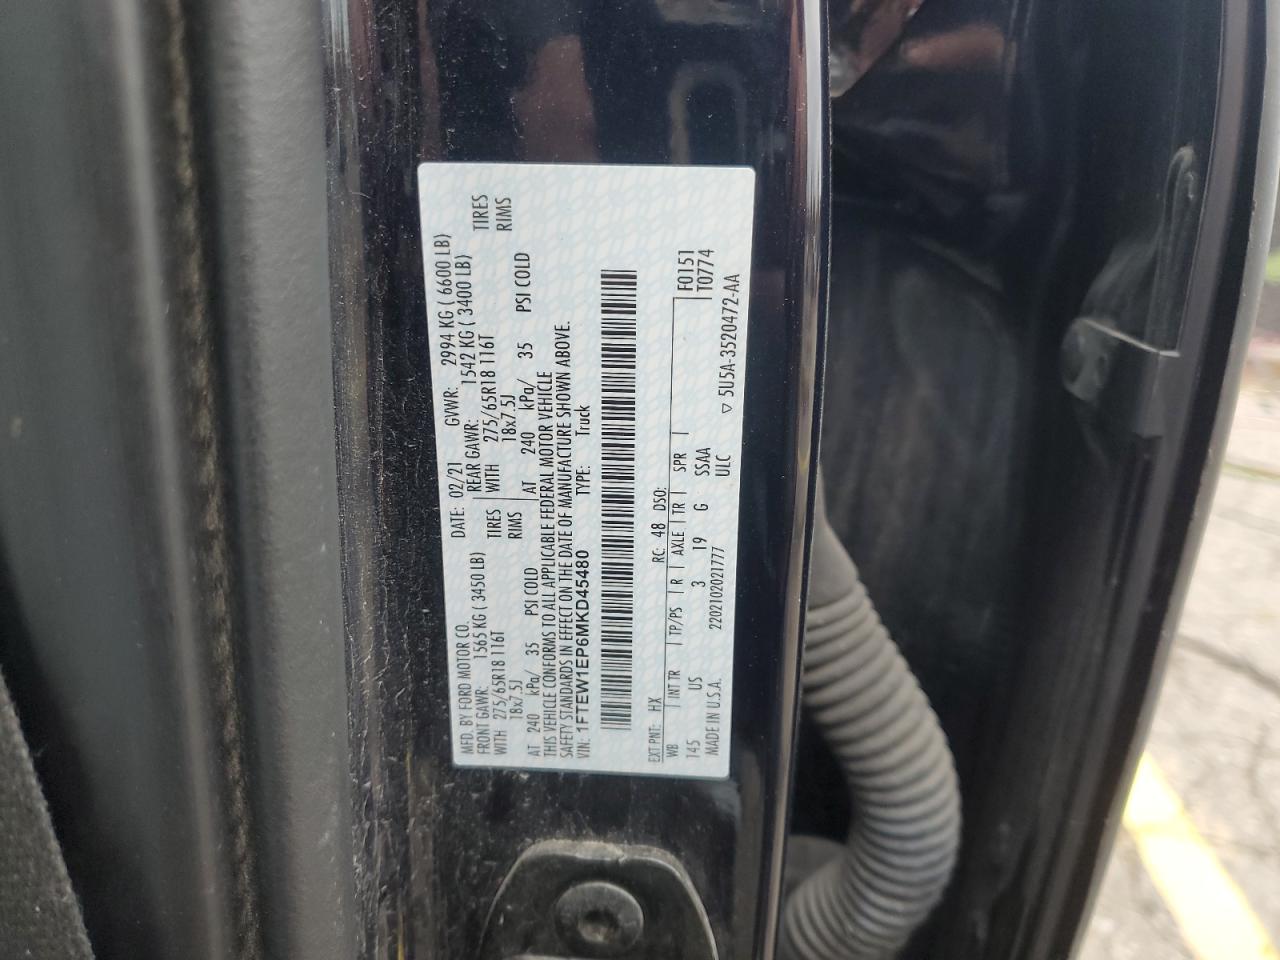 MFD. BY FORD MOTOR CO.
DATE: 02/21 GVWR: 2994 KG ( 6600 LB)
FRONT GAWR: 1565 KG ( 3450 LB) REAR GAWR: 1542 KG ( 3400 LB)
WITH 275/65R18 116T TIRES WITH 275/65R18 116T TIRES
18x7.5J RIMS 18x7.5J RIMS
AT 240 kPa/ 35 PSI COLD AT 240 kPa/ 35 PSI COLD
THIS VEHICLE CONFORMS TO ALL APPLICABLE FEDERAL MOTOR VEHICLE
SAFETY STANDARDS IN EFFECT ON THE DATE OF MANUFACTURE SHOWN ABOVE.
VIN: 1FTEW1EP6MKD45480 TYPE: Truck
EXT PNT: HX RC: 48 DSO:
WB INT TR TP/PS R AXLE TR SPR F0151
145 US 3 19 G SSAA T0774
ULC
MADE IN U.S.A. 2202102021777 ▽ 5U5A-3520472-AA